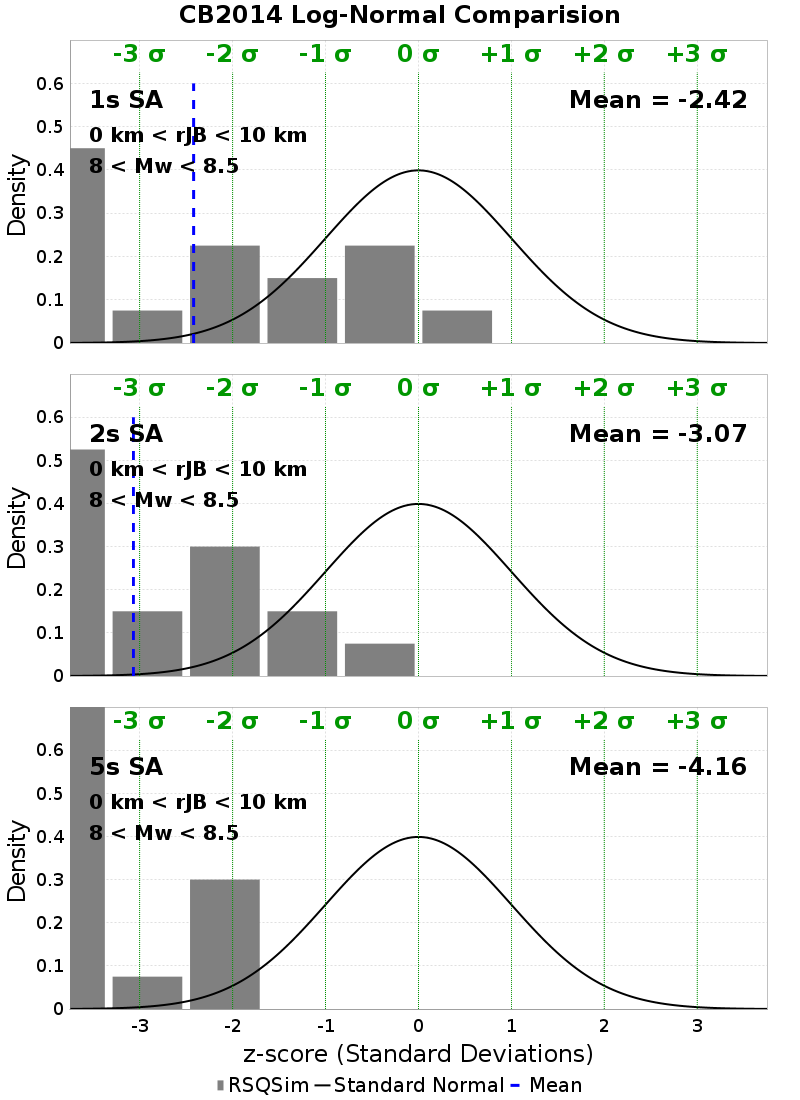 CB2014 Log-Normal Comparision
-3 σ -2 σ -1 σ 0 σ +1 σ +2 σ +3 σ
0.6
1s SA Mean = -2.42
0.5
0 km < rJB < 10 km
8 < Mw < 8.5
0.4
Density
0.3
0.2
0.1
0
-3 σ -2 σ -1 σ 0 σ +1 σ +2 σ +3 σ
0.6
2s SA Mean = -3.07
0.5
0 km < rJB < 10 km
8 < Mw < 8.5
0.4
Density
0.3
0.2
0.1
0
-3 σ -2 σ -1 σ 0 σ +1 σ +2 σ +3 σ
0.6
5s SA Mean = -4.16
0.5
0 km < rJB < 10 km
8 < Mw < 8.5
0.4
Density
0.3
0.2
0.1
0
-3 -2 -1 0 1 2 3
z-score (Standard Deviations)
RSQSim Standard Normal Mean